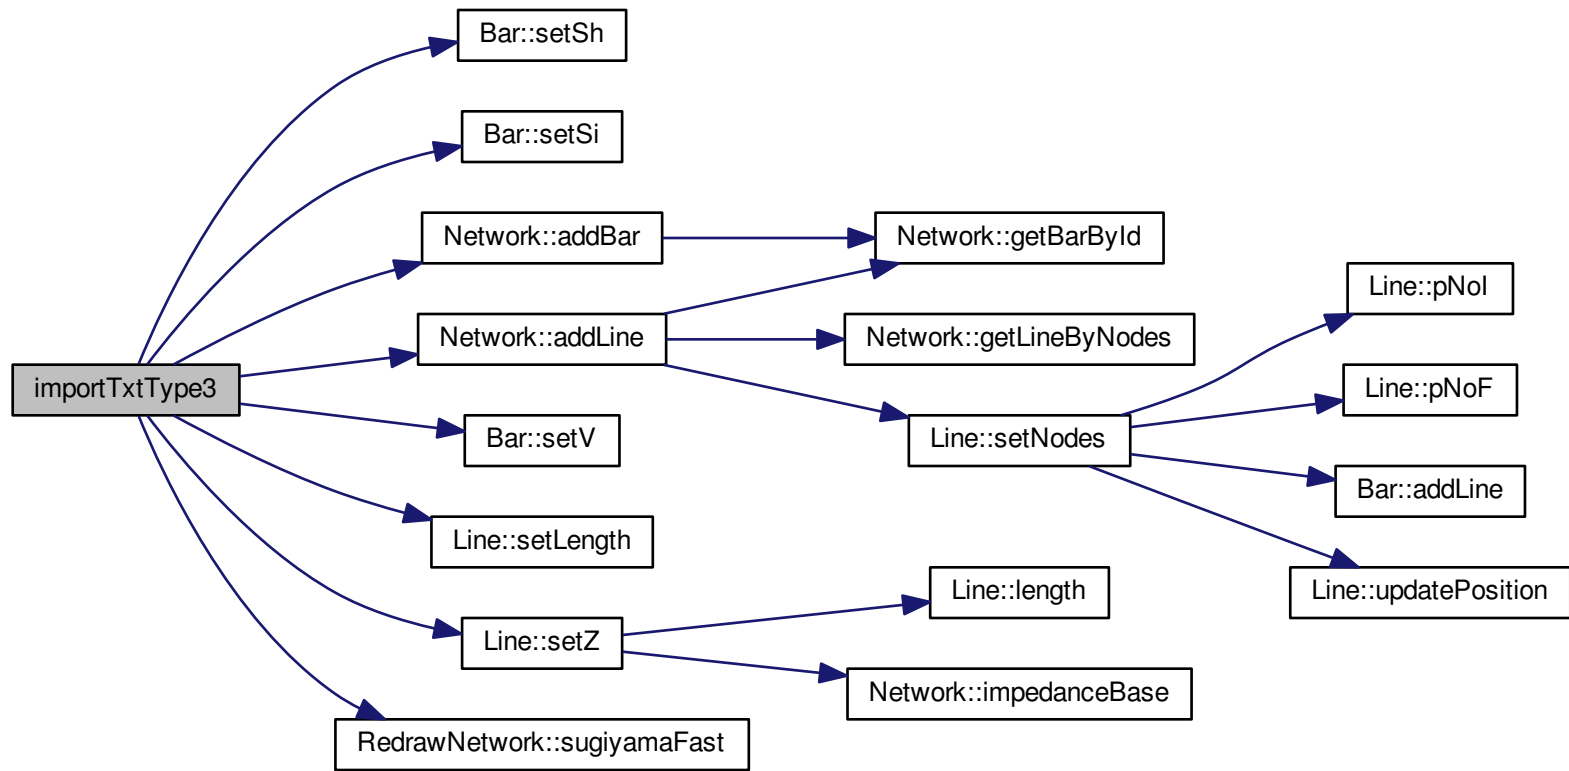 importTxtType3
Bar::setSh
Bar::setSi
Network::addBar
Network::addLine
Bar::setV
Line::setLength
Line::setZ
RedrawNetwork::sugiyamaFast
Network::getBarById
Network::getLineByNodes
Line::setNodes
Line::length
Network::impedanceBase
Line::pNoI
Line::pNoF
Bar::addLine
Line::updatePosition